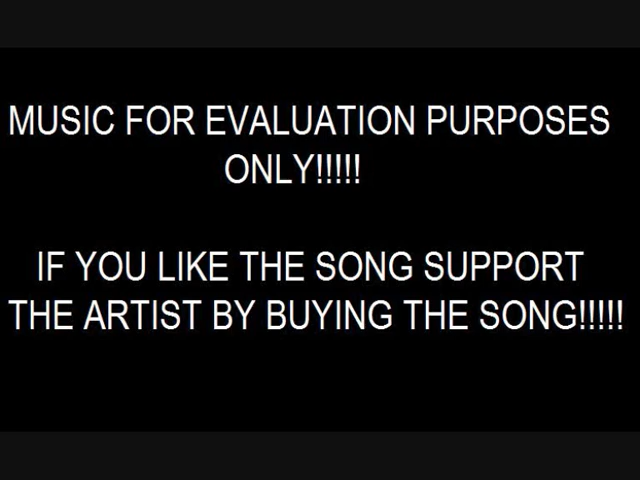 MUSIC FOR EVALUATION PURPOSES
ONLY!!!!!
IF YOU LIKE THE SONG SUPPORT
THE ARTIST BY BUYING THE SONG!!!!!